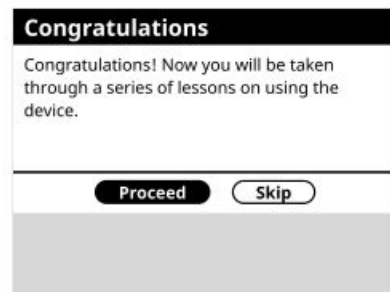 Congratulations
Congratulations! Now you will be taken
through a series of lessons on using the
device.
Proceed Skip